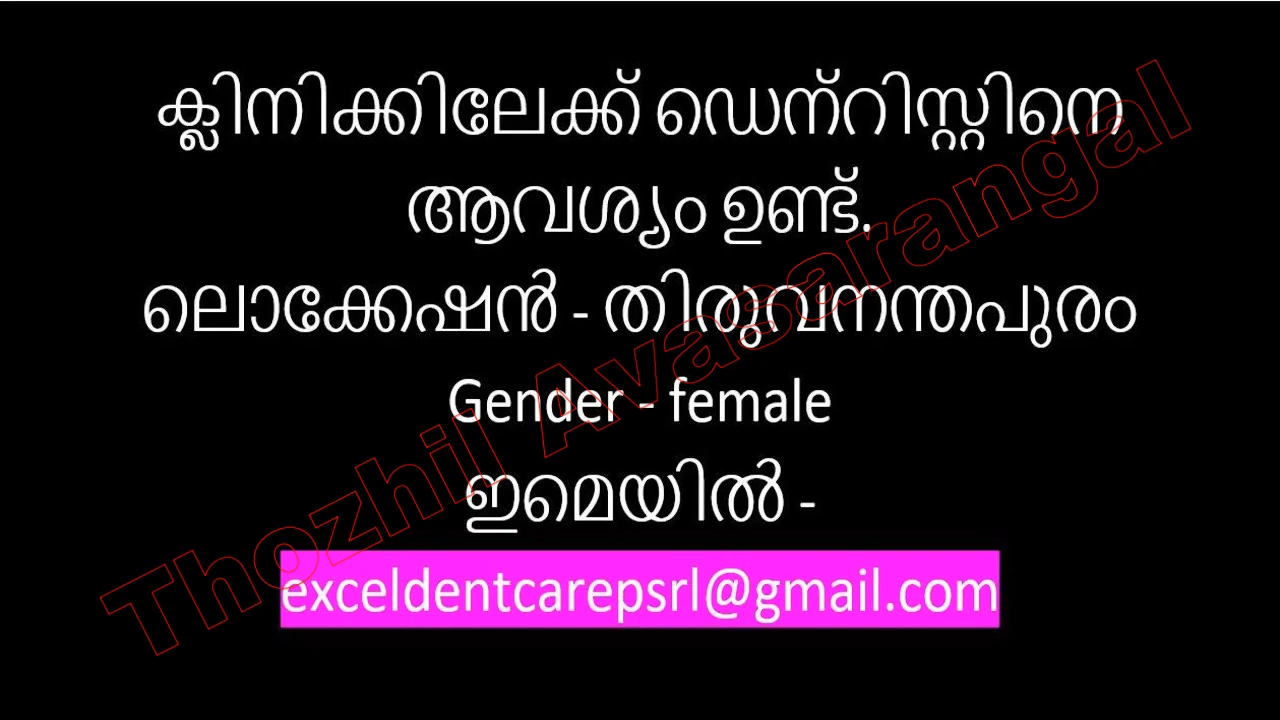 ക്ലിനിക്കിലേക്ക് ഡെന്റിസ്റ്റിനെ
ആവശ്യം ഉണ്ട്.
ലൊക്കേഷൻ - തിരുവനന്തപുരം
Gender - female
ഇമെയിൽ -
exceldentcarepsrl@gmail.com
Thozhil Avasarangal